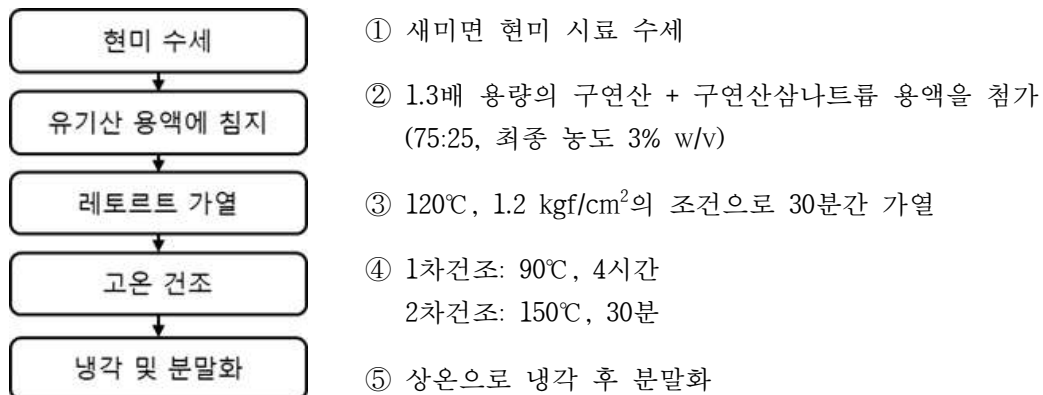 현미 수세
① 새미면 현미 시료 수세
유기산 용액에 침지
② 1.3배 용량의 구연산 + 구연산삼나트륨 용액을 첨가
(75:25, 최종 농도 3% w/v)
레토르트 가열
③ 120℃, 1.2 kgf/cm²의 조건으로 30분간 가열
고온 건조
④ 1차건조: 90℃, 4시간
2차건조: 150℃, 30분
냉각 및 분말화
⑤ 상온으로 냉각 후 분말화